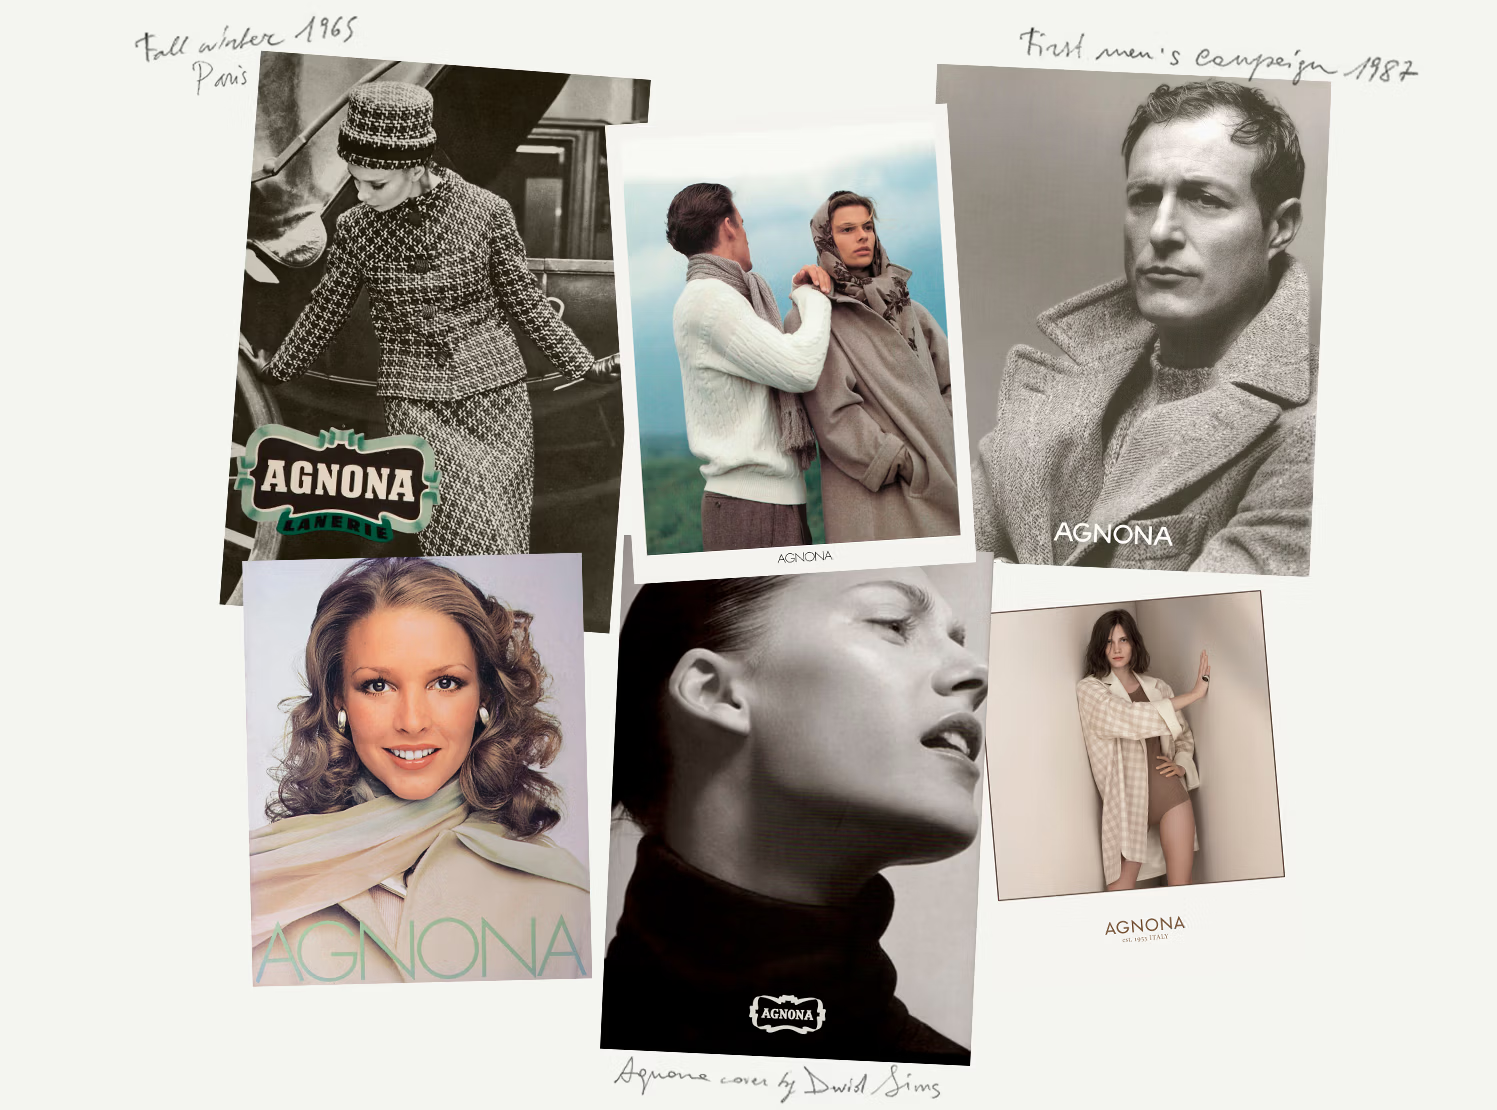 Fall winter 1965
Paris
First men's campaign 1987
AGNONA
LANERIE
AGNONA
AGNONA
AGNONA
AGNONA
AGNONA
est. 1953 ITALY
Agnona cover by David Sims